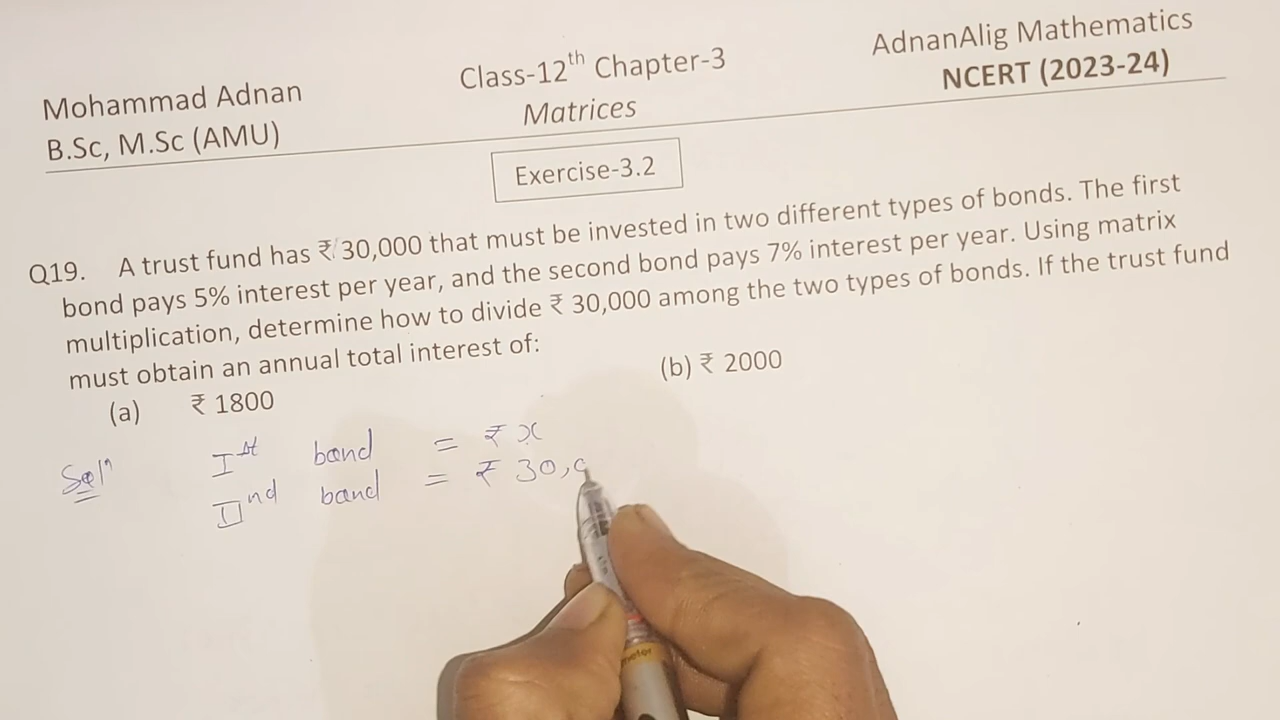 Mohammad Adnan
B.Sc, M.Sc (AMU)
Class-12th Chapter-3
Matrices
AdnanAlig Mathematics
NCERT (2023-24)
Exercise-3.2
Q19. A trust fund has ₹ 30,000 that must be invested in two different types of bonds. The first
bond pays 5% interest per year, and the second bond pays 7% interest per year. Using matrix
multiplication, determine how to divide ₹ 30,000 among the two types of bonds. If the trust fund
must obtain an annual total interest of:
(a) ₹ 1800 (b) ₹ 2000
Solⁿ Ist band = ₹ x
IInd band = ₹ 30,0